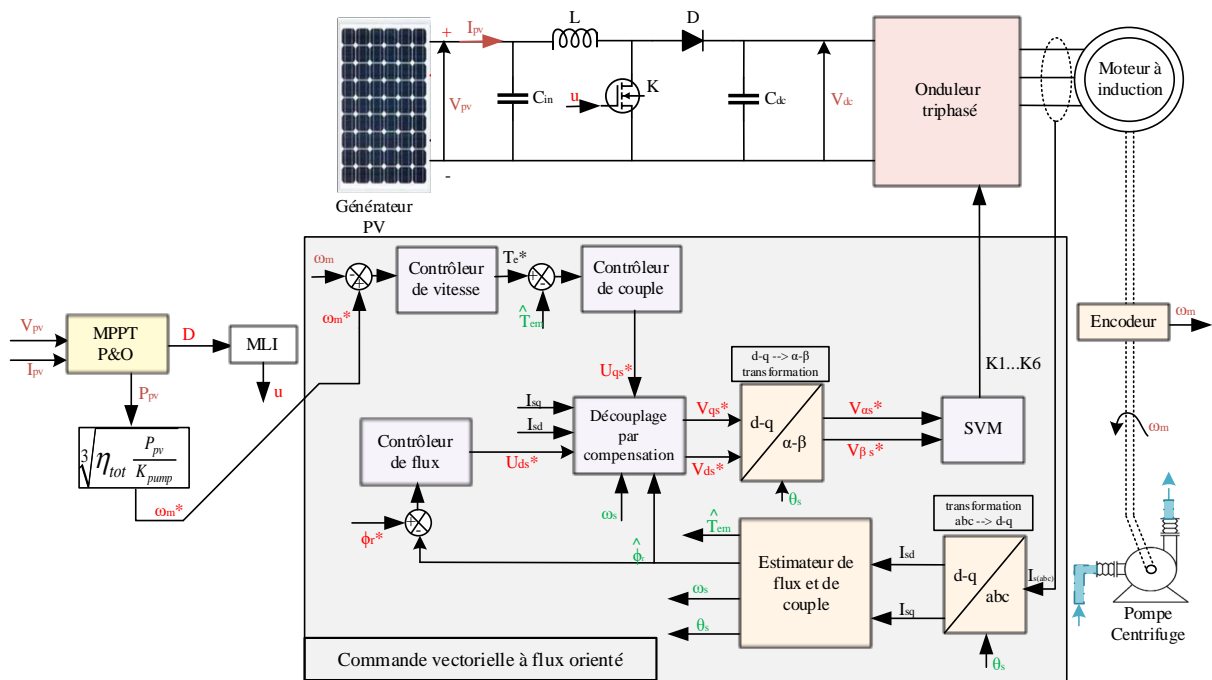 L
D
Ipv
+
Cin
K
u
Vpv
Cdc
Vdc
Onduleur
triphasé
Moteur à
induction
-
Générateur
PV
ωm
-
+
Contrôleur
de vitesse
Te*
+
-
Contrôleur
de couple
T̂em
ωm*
Encodeur
ωm
Vpv
Ipv
MPPT
P&O
D
MLI
u
Ppv
3√ηtot Ppv/Kpump
ωm*
K1...K6
Uqs*
d-q --> α-β
transformation
Isq
Isd
Découplage
par
compensation
Vqs*
Vds*
d-q
α-β
Vαs*
Vβs*
SVM
ωm
Contrôleur
de flux
Uds*
θs
ωs
ϕr*
+
-
ϕ̂r
T̂em
Estimateur de
flux et de
couple
transformation
abc --> d-q
Isd
Isq
d-q
abc
Is(abc)
ωs
θs
θs
Pompe
Centrifuge
Commande vectorielle à flux orienté